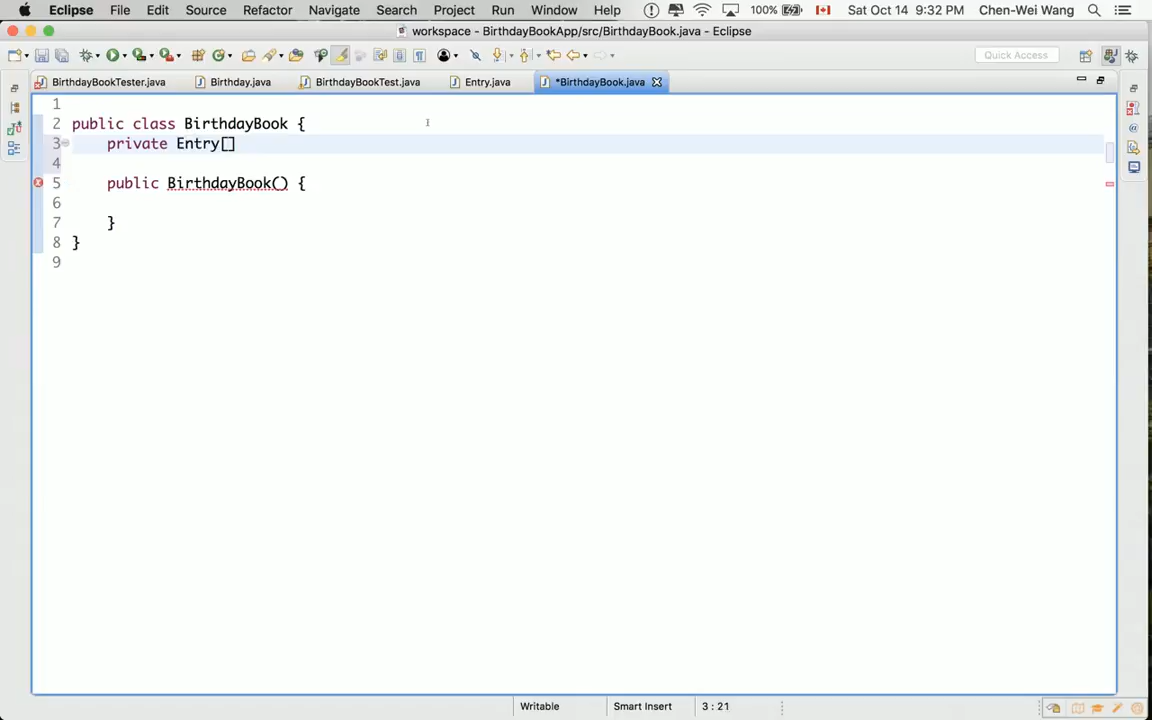 Eclipse File Edit Source Refactor Navigate Search Project Run Window Help 100% Sat Oct 14 9:32 PM Chen-Wei Wang
workspace - BirthdayBookApp/src/BirthdayBook.java - Eclipse
Quick Access
BirthdayBookTester.java Birthday.java BirthdayBookTest.java Entry.java *BirthdayBook.java
1
2 public class BirthdayBook {
3 private Entry[]
4
5 public BirthdayBook() {
6
7 }
8 }
9
Writable Smart Insert 3 : 21